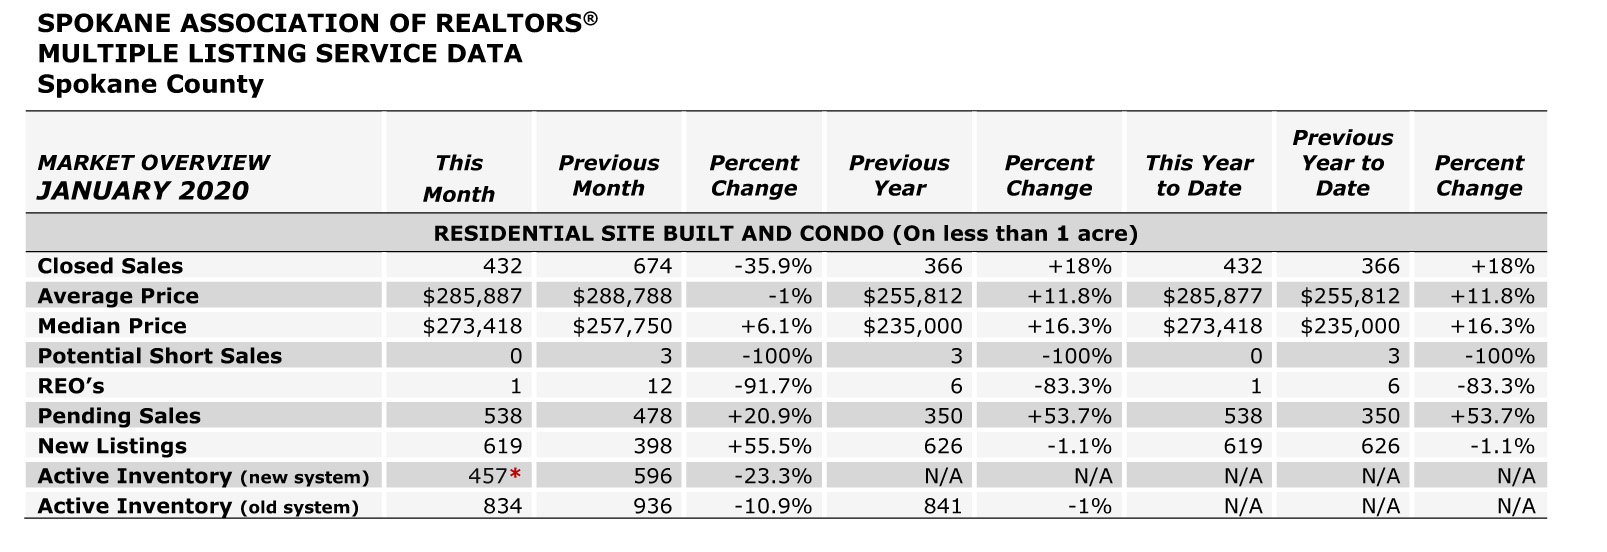 SPOKANE ASSOCIATION OF REALTORS®
MULTIPLE LISTING SERVICE DATA
Spokane County
MARKET OVERVIEW JANUARY 2020 This Month Previous Month Percent Change Previous Year Percent Change This Year to Date Previous Year to Date Percent Change
RESIDENTIAL SITE BUILT AND CONDO (On less than 1 acre)
Closed Sales 432 674 -35.9% 366 +18% 432 366 +18%
Average Price $285,887 $288,788 -1% $255,812 +11.8% $285,877 $255,812 +11.8%
Median Price $273,418 $257,750 +6.1% $235,000 +16.3% $273,418 $235,000 +16.3%
Potential Short Sales 0 3 -100% 3 -100% 0 3 -100%
REO’s 1 12 -91.7% 6 -83.3% 1 6 -83.3%
Pending Sales 538 478 +20.9% 350 +53.7% 538 350 +53.7%
New Listings 619 398 +55.5% 626 -1.1% 619 626 -1.1%
Active Inventory (new system) 457* 596 -23.3% N/A N/A N/A N/A N/A
Active Inventory (old system) 834 936 -10.9% 841 -1% N/A N/A N/A